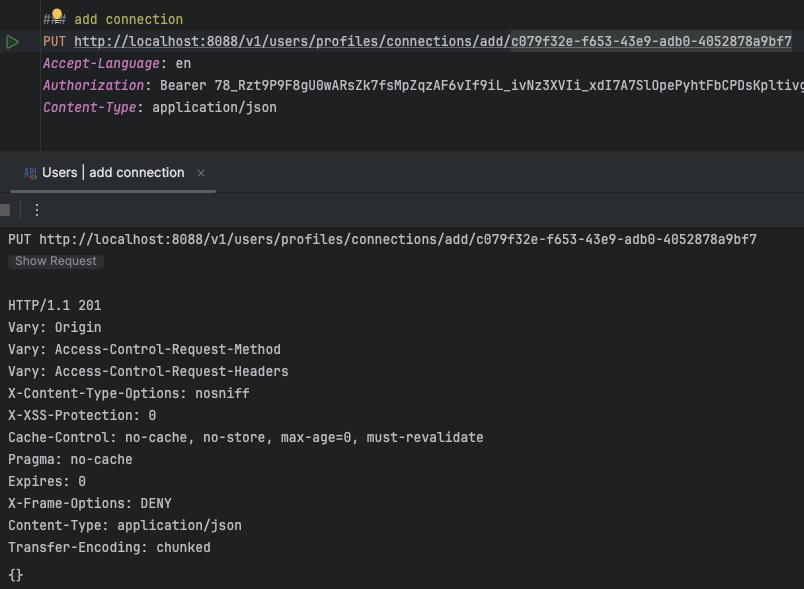 ### add connection
PUT http://localhost:8088/v1/users/profiles/connections/add/c079f32e-f653-43e9-adb0-4052878a9bf7
Accept-Language: en
Authorization: Bearer 78_Rzt9P9F8gU0wARsZk7fsMpZqzAF6vIf9iL_ivNz3XVIi_xdI7A7SlOpePyhtFbCPDsKpltivg
Content-Type: application/json
API Users | add connection ×
PUT http://localhost:8088/v1/users/profiles/connections/add/c079f32e-f653-43e9-adb0-4052878a9bf7
Show Request
HTTP/1.1 201
Vary: Origin
Vary: Access-Control-Request-Method
Vary: Access-Control-Request-Headers
X-Content-Type-Options: nosniff
X-XSS-Protection: 0
Cache-Control: no-cache, no-store, max-age=0, must-revalidate
Pragma: no-cache
Expires: 0
X-Frame-Options: DENY
Content-Type: application/json
Transfer-Encoding: chunked
{}